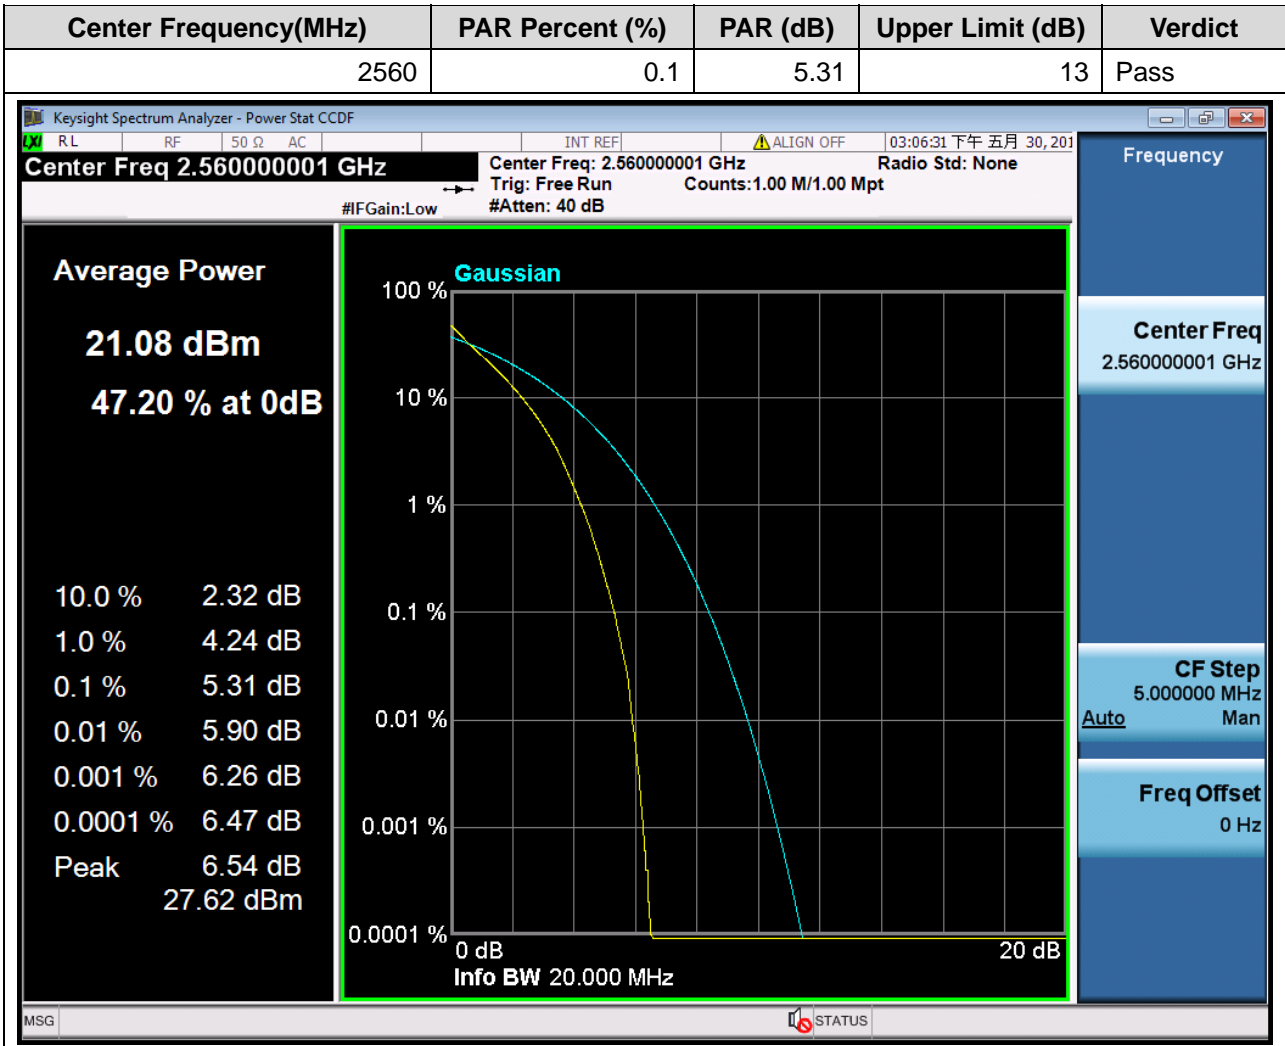 Center Frequency(MHz) PAR Percent (%) PAR (dB) Upper Limit (dB) Verdict
2560 0.1 5.31 13 Pass
Keysight Spectrum Analyzer - Power Stat CCDF
LXI RL RF 50 Ω AC INT REF ALIGN OFF 03:06:31 下午 五月 30, 201
Center Freq 2.560000001 GHz
Center Freq: 2.560000001 GHz Radio Std: None
Trig: Free Run Counts:1.00 M/1.00 Mpt
#IFGain:Low #Atten: 40 dB
Average Power
21.08 dBm
47.20 % at 0dB
10.0 % 2.32 dB
1.0 % 4.24 dB
0.1 % 5.31 dB
0.01 % 5.90 dB
0.001 % 6.26 dB
0.0001 % 6.47 dB
Peak 6.54 dB
27.62 dBm
Gaussian
100 %
10 %
1 %
0.1 %
0.01 %
0.001 %
0.0001 %
0 dB 20 dB
Info BW 20.000 MHz
Frequency
Center Freq
2.560000001 GHz
CF Step
5.000000 MHz
Auto Man
Freq Offset
0 Hz
MSG STATUS